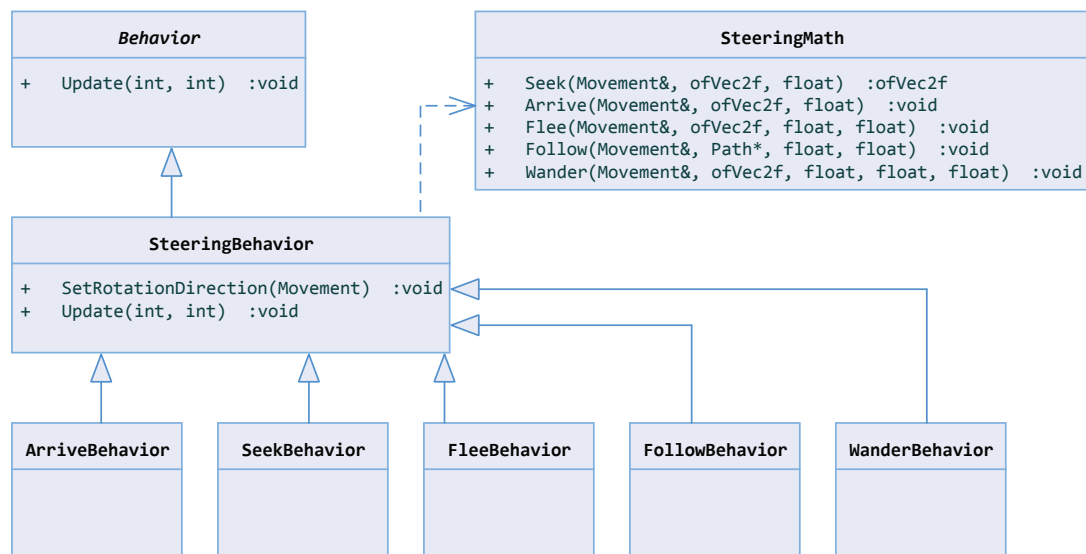 Behavior
+ Update(int, int) :void
SteeringMath
+ Seek(Movement&, ofVec2f, float) :ofVec2f
+ Arrive(Movement&, ofVec2f, float) :void
+ Flee(Movement&, ofVec2f, float, float) :void
+ Follow(Movement&, Path*, float, float) :void
+ Wander(Movement&, ofVec2f, float, float, float) :void
SteeringBehavior
+ SetRotationDirection(Movement) :void
+ Update(int, int) :void
ArriveBehavior
SeekBehavior
FleeBehavior
FollowBehavior
WanderBehavior